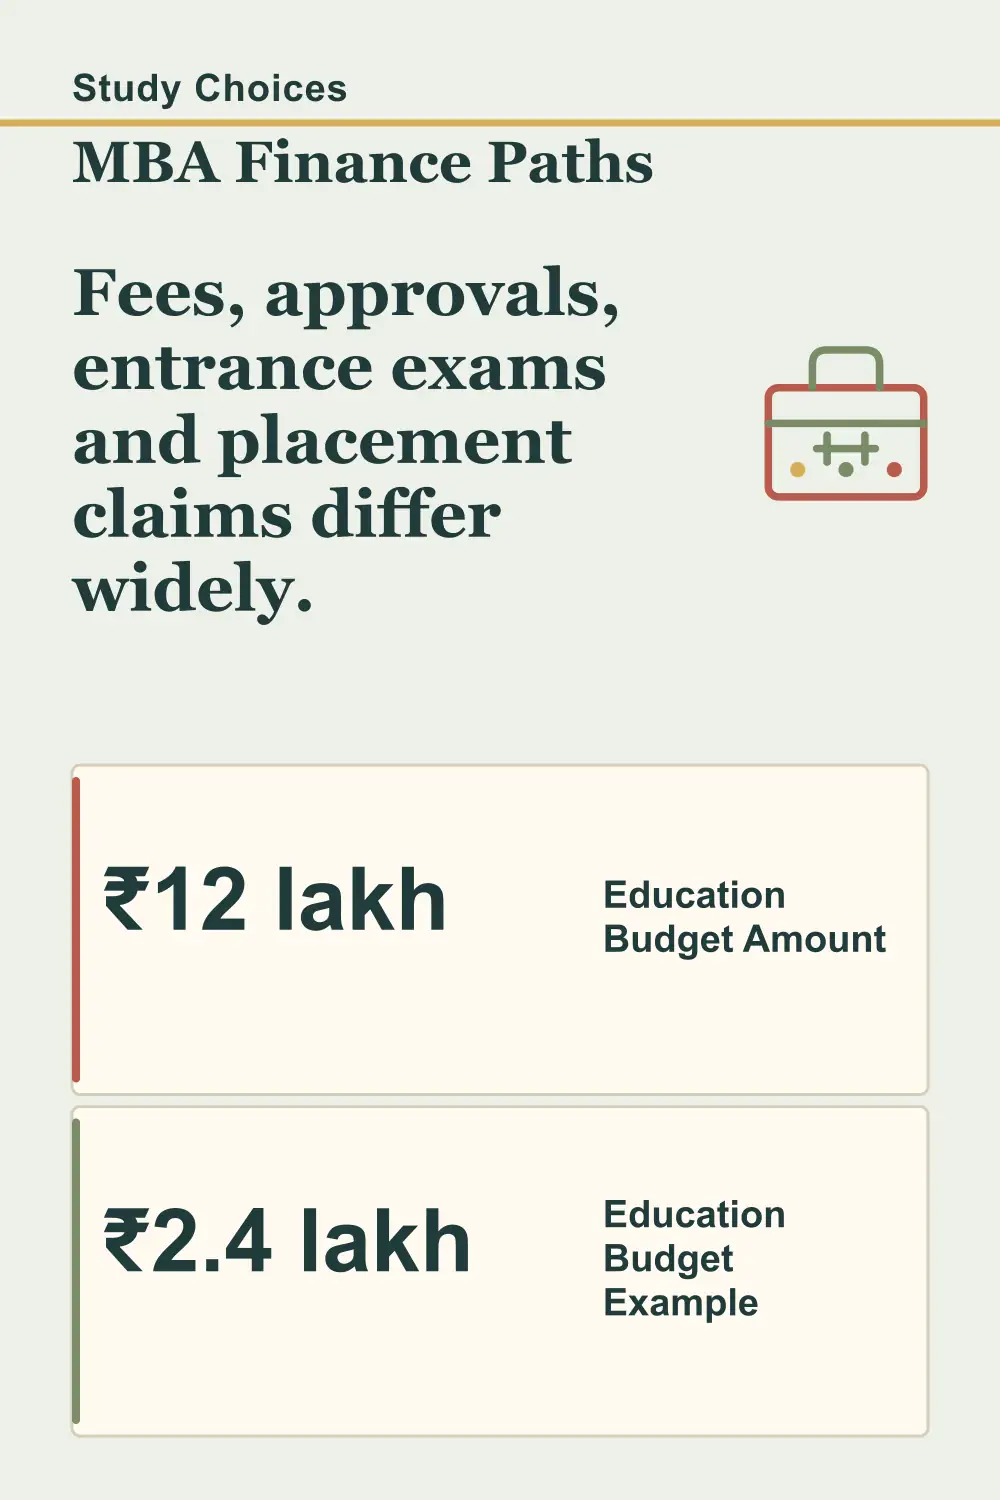 Study Choices
MBA Finance Paths
Fees, approvals,
entrance exams
and placement
claims differ
widely.
₹12 lakh
Education
Budget Amount
₹2.4 lakh
Education
Budget
Example